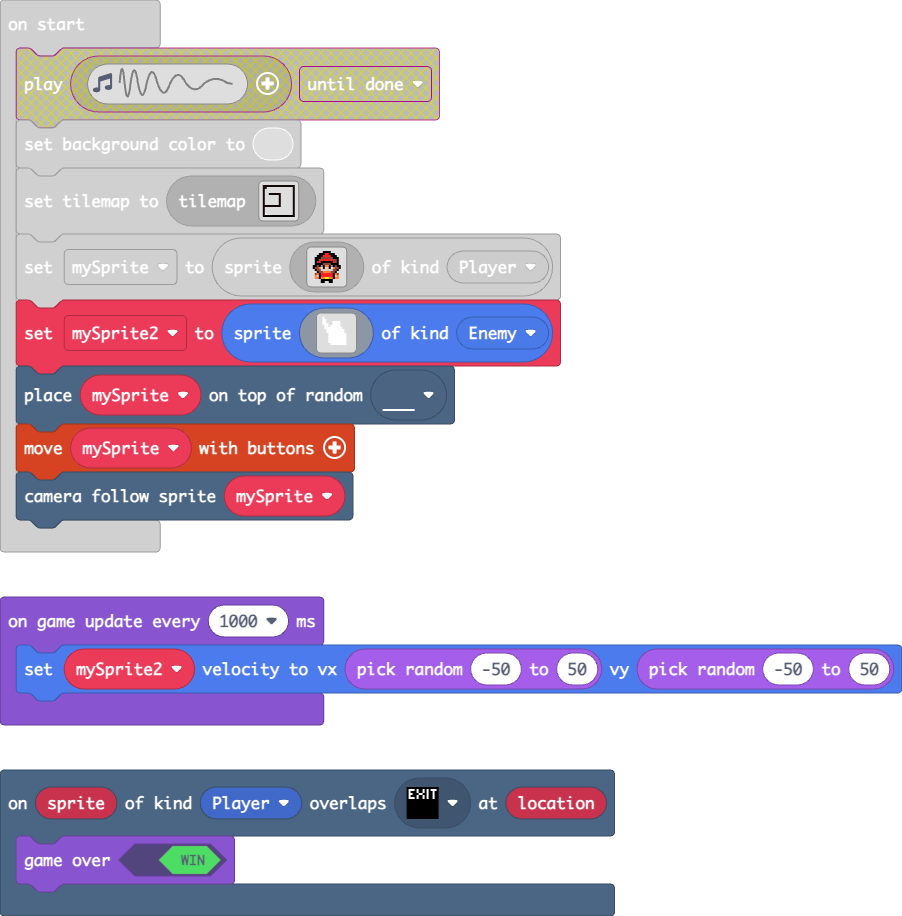 on start
play until done
set background color to
set tilemap to tilemap
set mySprite to sprite of kind Player
set mySprite2 to sprite of kind Enemy
place mySprite on top of random
move mySprite with buttons
camera follow sprite mySprite
on game update every 1000 ms
set mySprite2 velocity to vx pick random -50 to 50 vy pick random -50 to 50
on sprite of kind Player overlaps EXIT at location
game over WIN